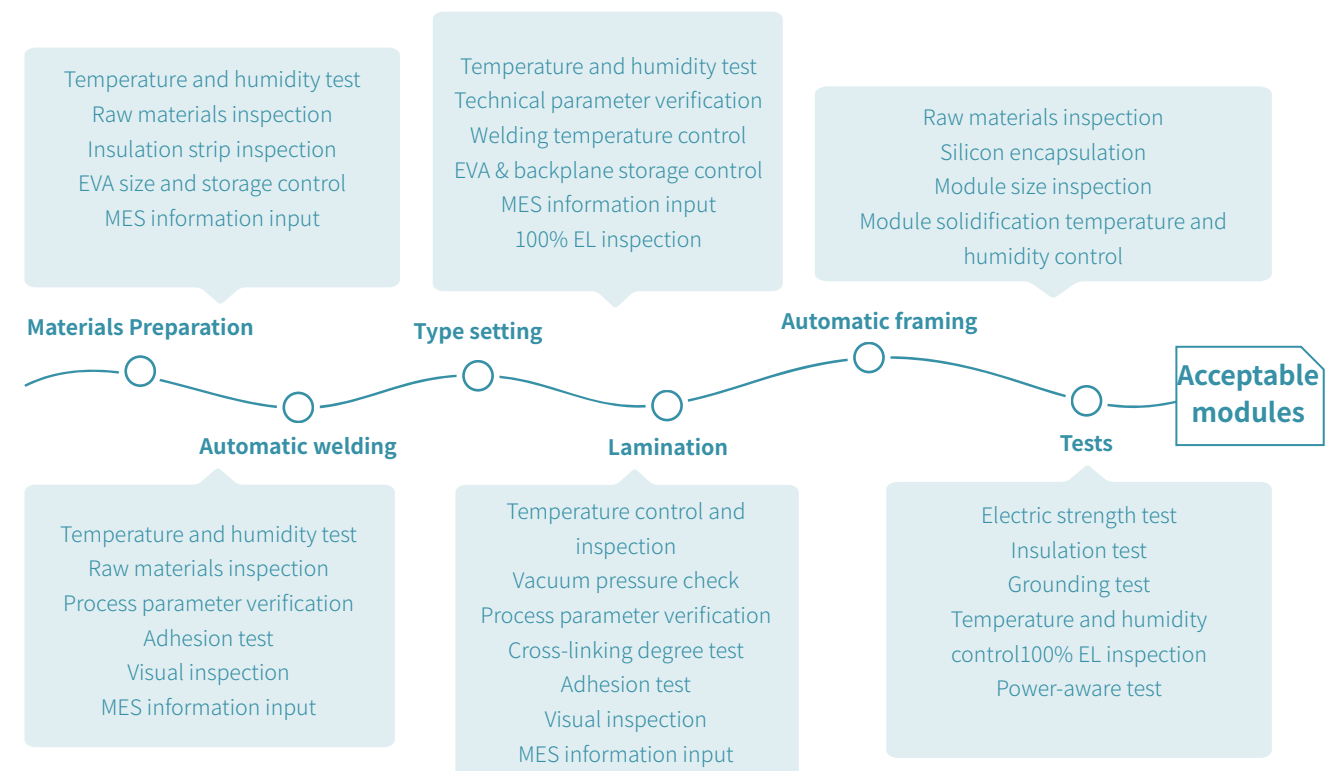 Temperature and humidity test
Raw materials inspection
Insulation strip inspection
EVA size and storage control
MES information input
Temperature and humidity test
Technical parameter verification
Welding temperature control
EVA & backplane storage control
MES information input
100% EL inspection
Raw materials inspection
Silicon encapsulation
Module size inspection
Module solidification temperature and
humidity control
Materials Preparation
Type setting
Automatic framing
Acceptable
modules
Automatic welding
Lamination
Tests
Temperature and humidity test
Raw materials inspection
Process parameter verification
Adhesion test
Visual inspection
MES information input
Temperature control and
inspection
Vacuum pressure check
Process parameter verification
Cross-linking degree test
Adhesion test
Visual inspection
MES information input
Electric strength test
Insulation test
Grounding test
Temperature and humidity
control100% EL inspection
Power-aware test